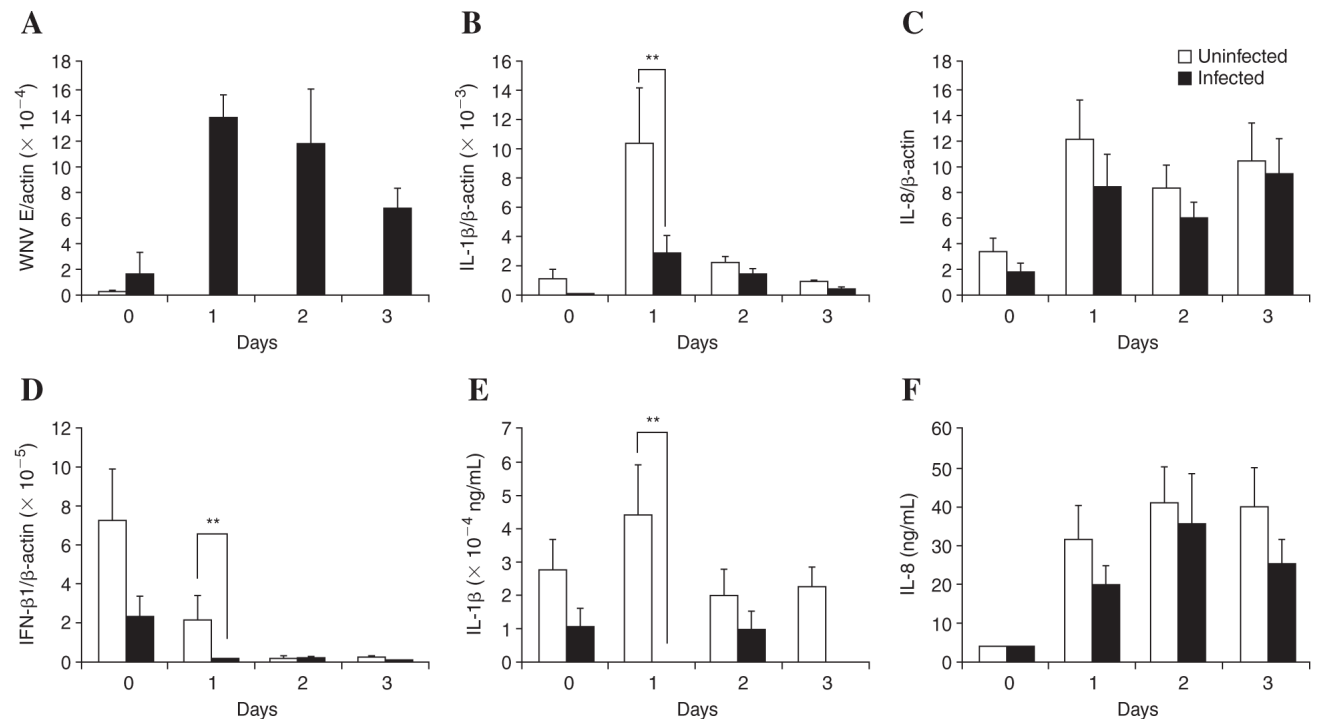 A
WNV E/actin (× 10⁻⁴)
18
16
14
12
10
8
6
4
2
0
0 1 2 3
Days
B
IL-1β/β-actin (× 10⁻³)
16
14
12
10
8
6
4
2
0
**
0 1 2 3
Days
C
Uninfected
Infected
IL-8/β-actin
18
16
14
12
10
8
6
4
2
0
0 1 2 3
Days
D
IFN-β1/β-actin (× 10⁻⁵)
12
10
8
6
4
2
0
**
0 1 2 3
Days
E
IL-1β (× 10⁻⁴ ng/mL)
7
6
5
4
3
2
1
0
**
0 1 2 3
Days
F
IL-8 (ng/mL)
60
50
40
30
20
10
0
0 1 2 3
Days